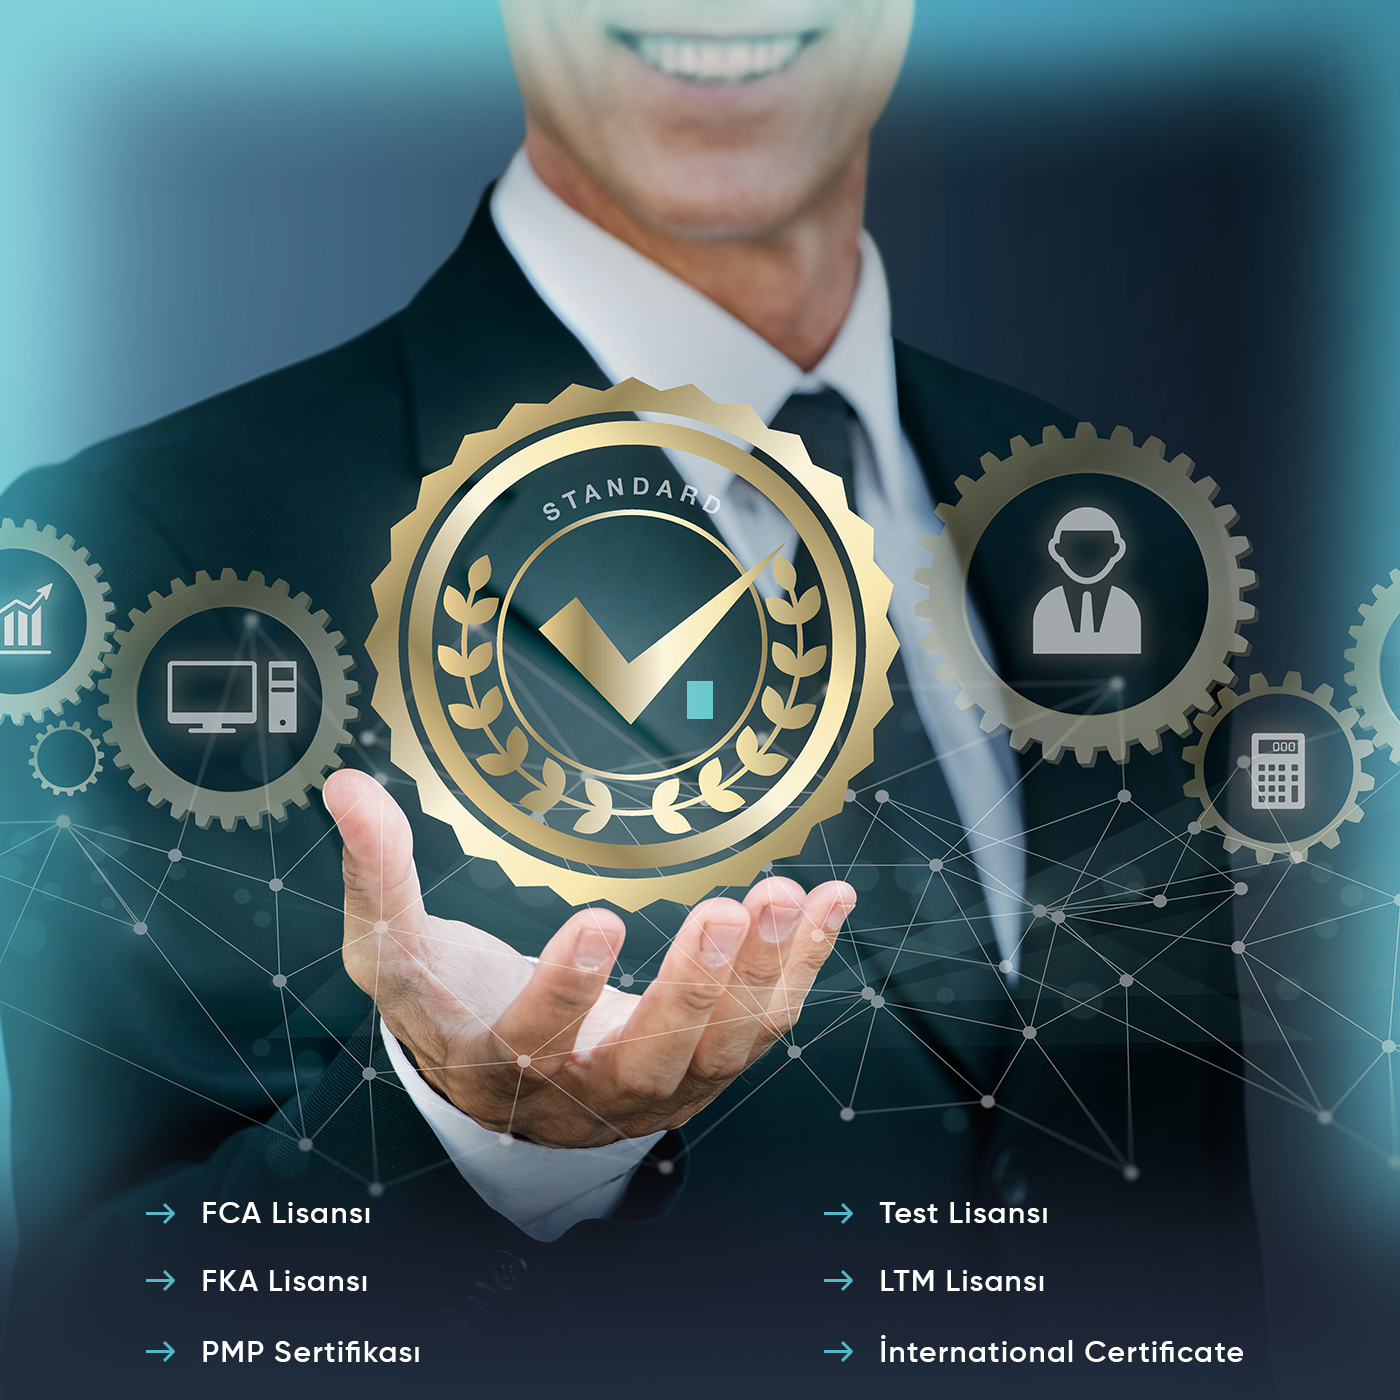 STANDARD
000
FCA Lisansı
FKA Lisansı
PMP Sertifikası
Test Lisansı
LTM Lisansı
İnternational Certificate